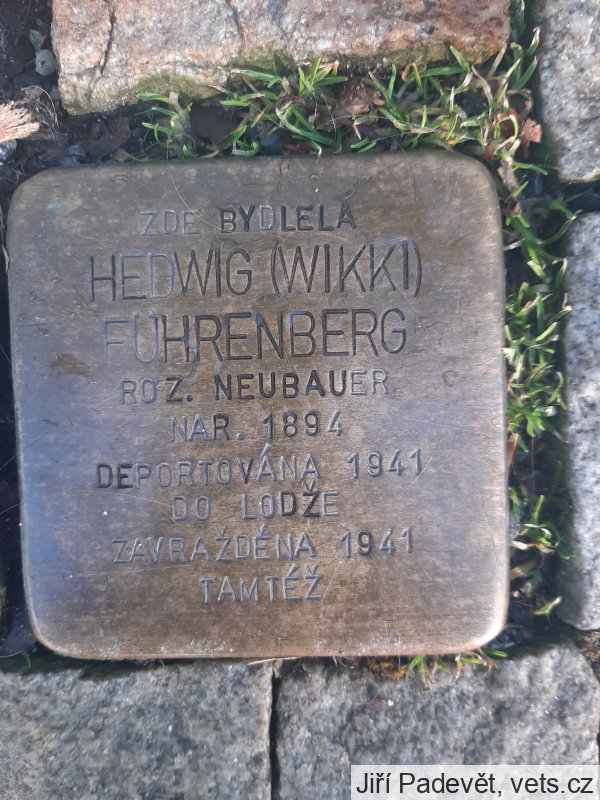 ZDE BYDLELA
HEDWIG (WIKKI)
FÜHRENBERG
ROZ. NEUBAUER
NAR. 1894
DEPORTOVÁNA 1941
DO LODŽE
ZAVRAŽDĚNA 1941
TAMTÉŽ
Jiří Padevět, vets.cz